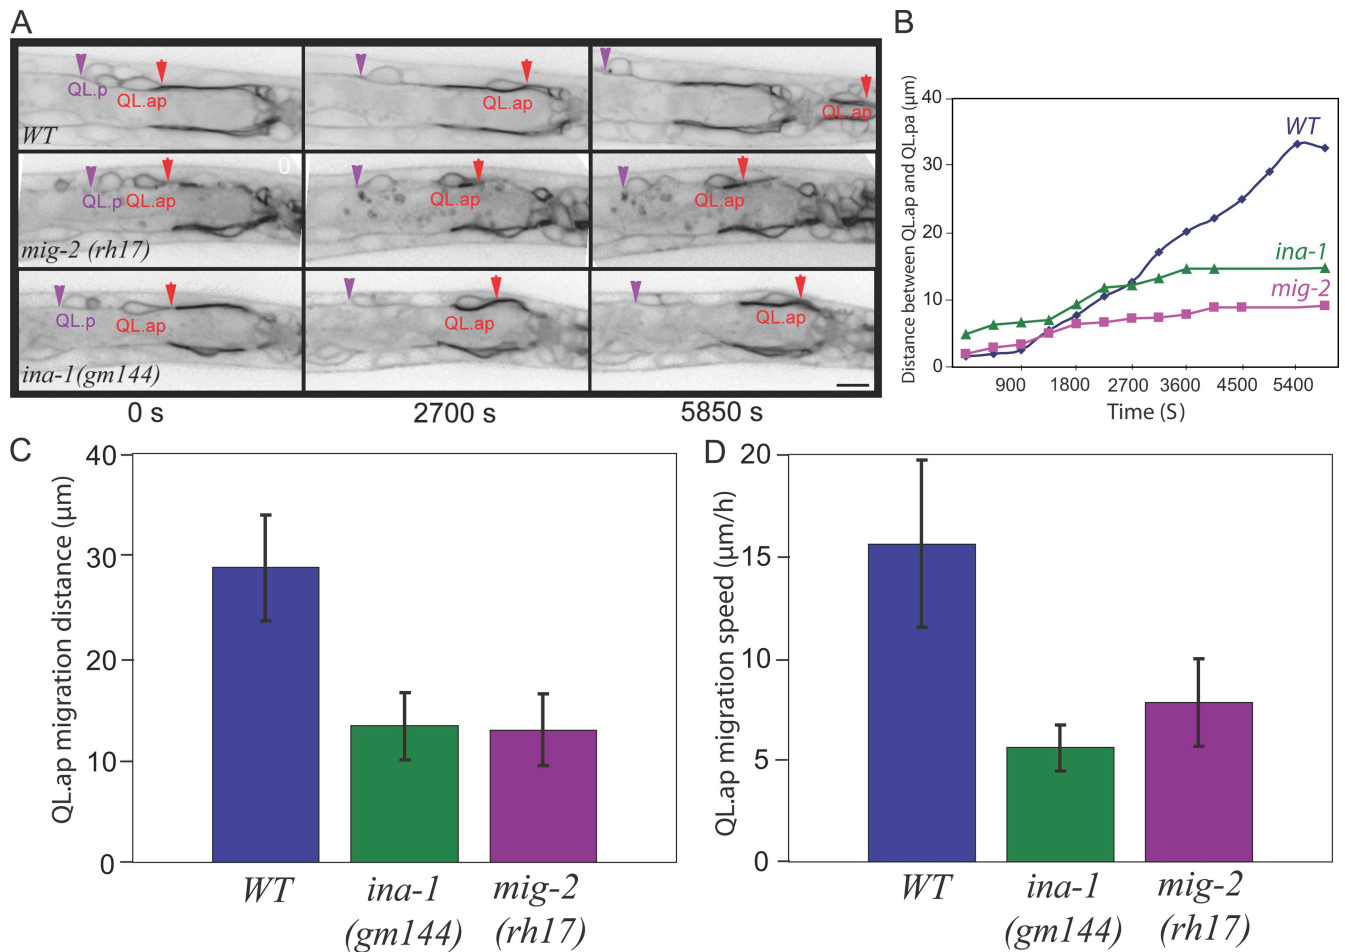 A
QL.p
QL.ap
QL.ap
QL.ap
WT
0
QL.p QL.ap
QL.ap
QL.ap
mig-2 (rh17)
QL.p
QL.ap
QL.ap
QL.ap
ina-1(gm144)
0 s
2700 s
5850 s
B
Distance between QL.ap and QL.pa (µm)
40
30
20
10
0
WT
ina-1
mig-2
900 1800 2700 3600 4500 5400
Time (S)
C
QL.ap migration distance (µm)
40
30
20
10
0
WT
ina-1
(gm144)
mig-2
(rh17)
D
QL.ap migration speed (µm/h)
20
15
10
5
0
WT
ina-1
(gm144)
mig-2
(rh17)